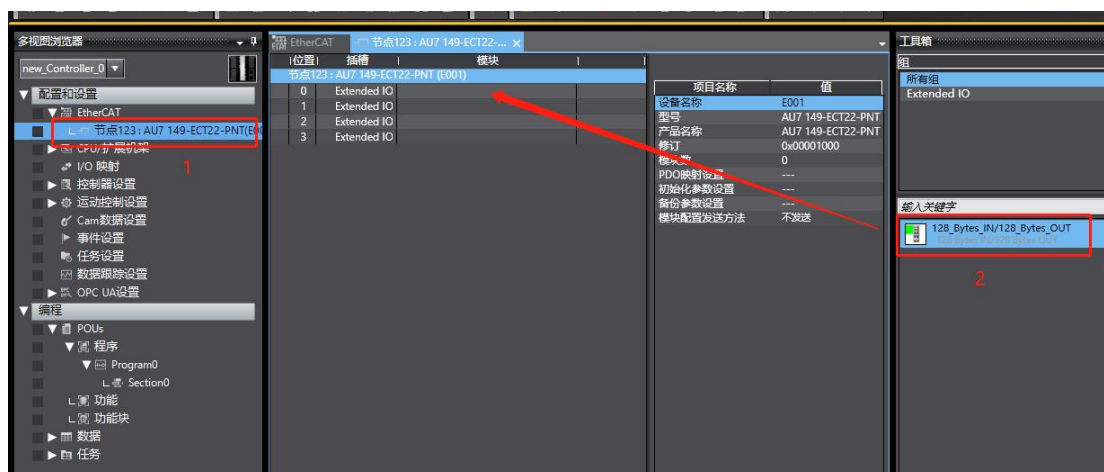 多视图浏览器
new_Controller_0
配置和设置
EtherCAT
节点123 : AU7 149-ECT22-PNT(E00
CPU/扩展机架
I/O 映射
控制器设置
运动控制设置
Cam数据设置
事件设置
任务设置
数据跟踪设置
OPC UA设置
编程
POUs
程序
Program0
Section0
功能
功能块
数据
任务
1
EtherCAT
节点123 : AU7 149-ECT22-...
位置 插槽 模块
节点123 : AU7 149-ECT22-PNT (E001)
0 Extended IO
1 Extended IO
2 Extended IO
3 Extended IO
项目名称 值
设备名称 E001
型号 AU7 149-ECT22-PNT
产品名称 AU7 149-ECT22-PNT
修订 0x00001000
模块数 0
PDO映射设置 ---
初始化参数设置 ---
备份参数设置 ---
模块配置发送方法 不发送
工具箱
组
所有组
Extended IO
输入关键字
128_Bytes_IN/128_Bytes_OUT
128 Bytes IN/128 Bytes OUT
2